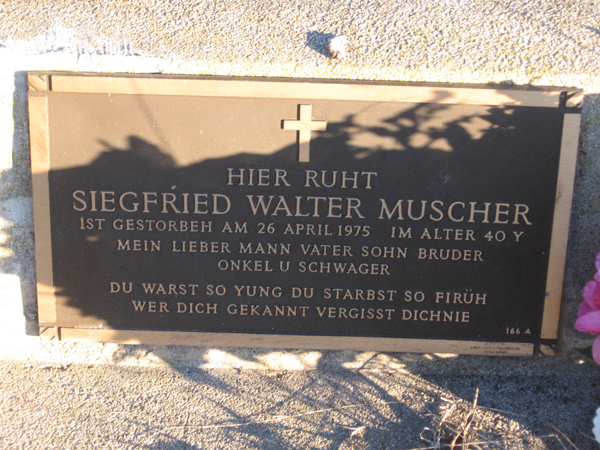 HIER RUHT
SIEGFRIED WALTER MUSCHER
IST GESTORBEH AM 26 APRIL 1975 IM ALTER 40 Y
MEIN LIEBER MANN VATER SOHN BRUDER
ONKEL U SCHWAGER
DU WARST SO YUNG DU STARBST SO FIRÜH
WER DICH GEKANNT VERGISST DICHNIE
166 A